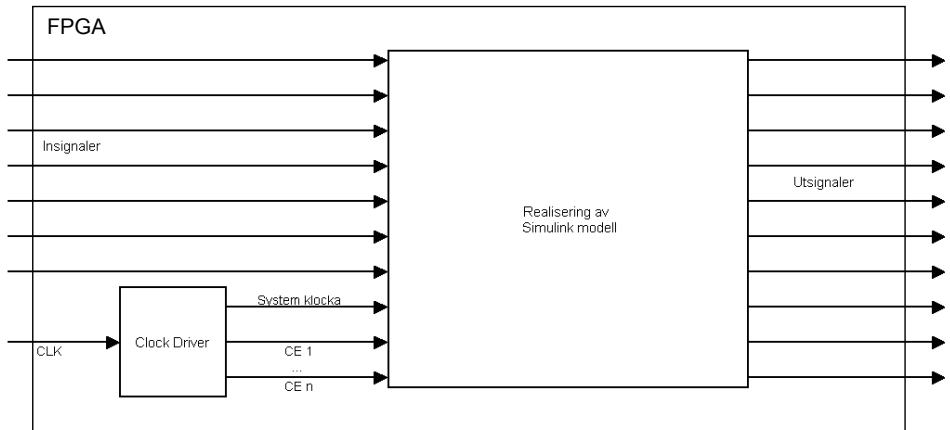 FPGA
Insignaler
Utsignaler
Realisering av
Simulink modell
System klocka
CLK
Clock Driver
CE 1
...
CE n